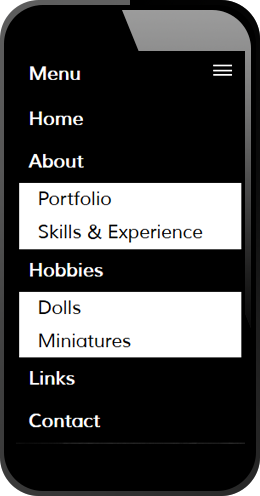 Menu
Home
About
Portfolio
Skills & Experience
Hobbies
Dolls
Miniatures
Links
Contact